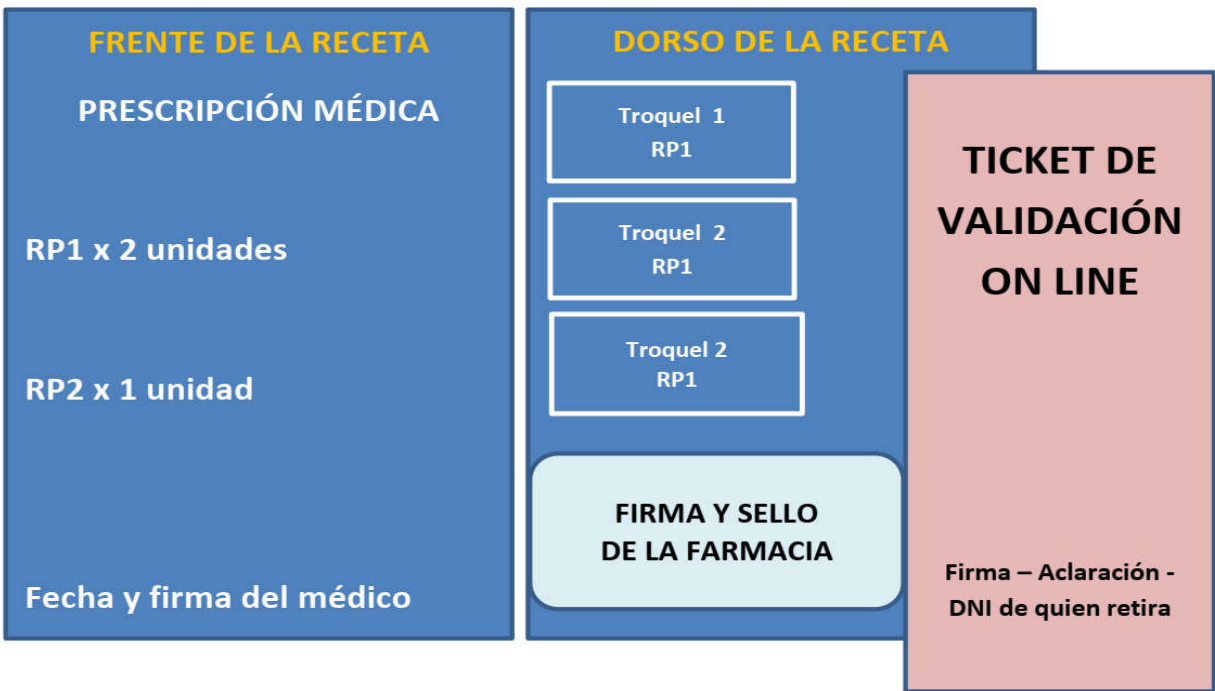 FRENTE DE LA RECETA
PRESCRIPCIÓN MÉDICA
RP1 x 2 unidades
RP2 x 1 unidad
Fecha y firma del médico
DORSO DE LA RECETA
Troquel 1
RP1
Troquel 2
RP1
Troquel 2
RP1
FIRMA Y SELLO
DE LA FARMACIA
TICKET DE
VALIDACIÓN
ON LINE
Firma – Aclaración -
DNI de quien retira